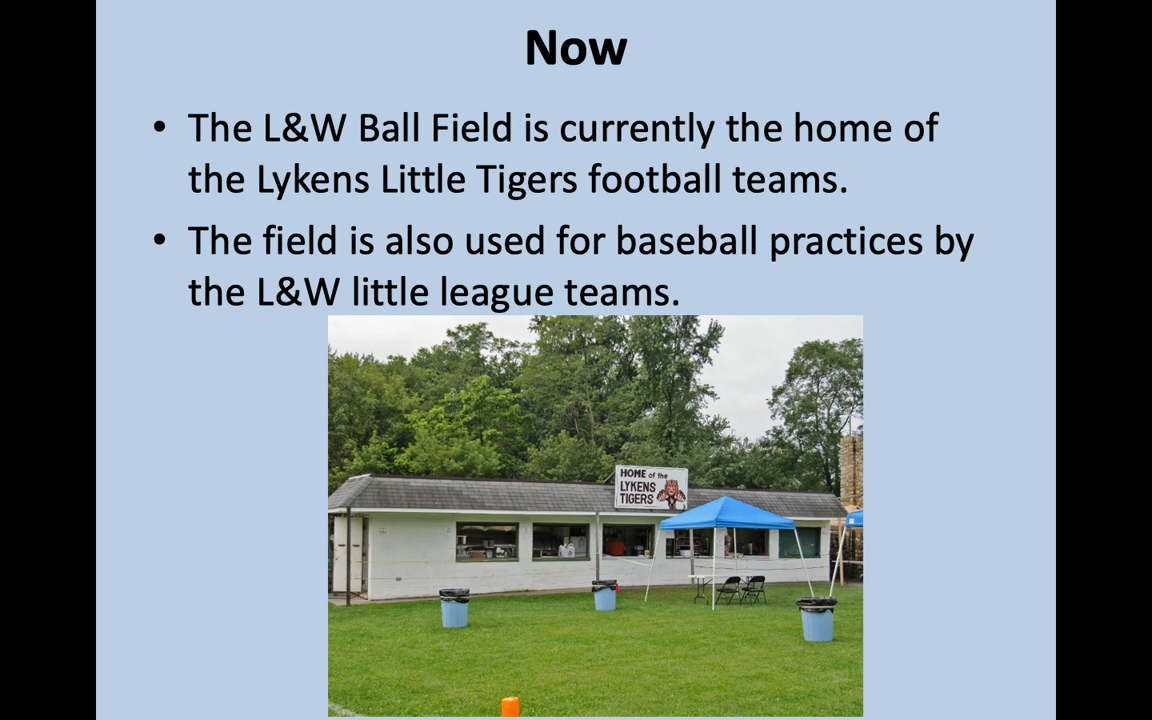 Now
• The L&W Ball Field is currently the home of
the Lykens Little Tigers football teams.
• The field is also used for baseball practices by
the L&W little league teams.
HOME of the
LYKENS
TIGERS